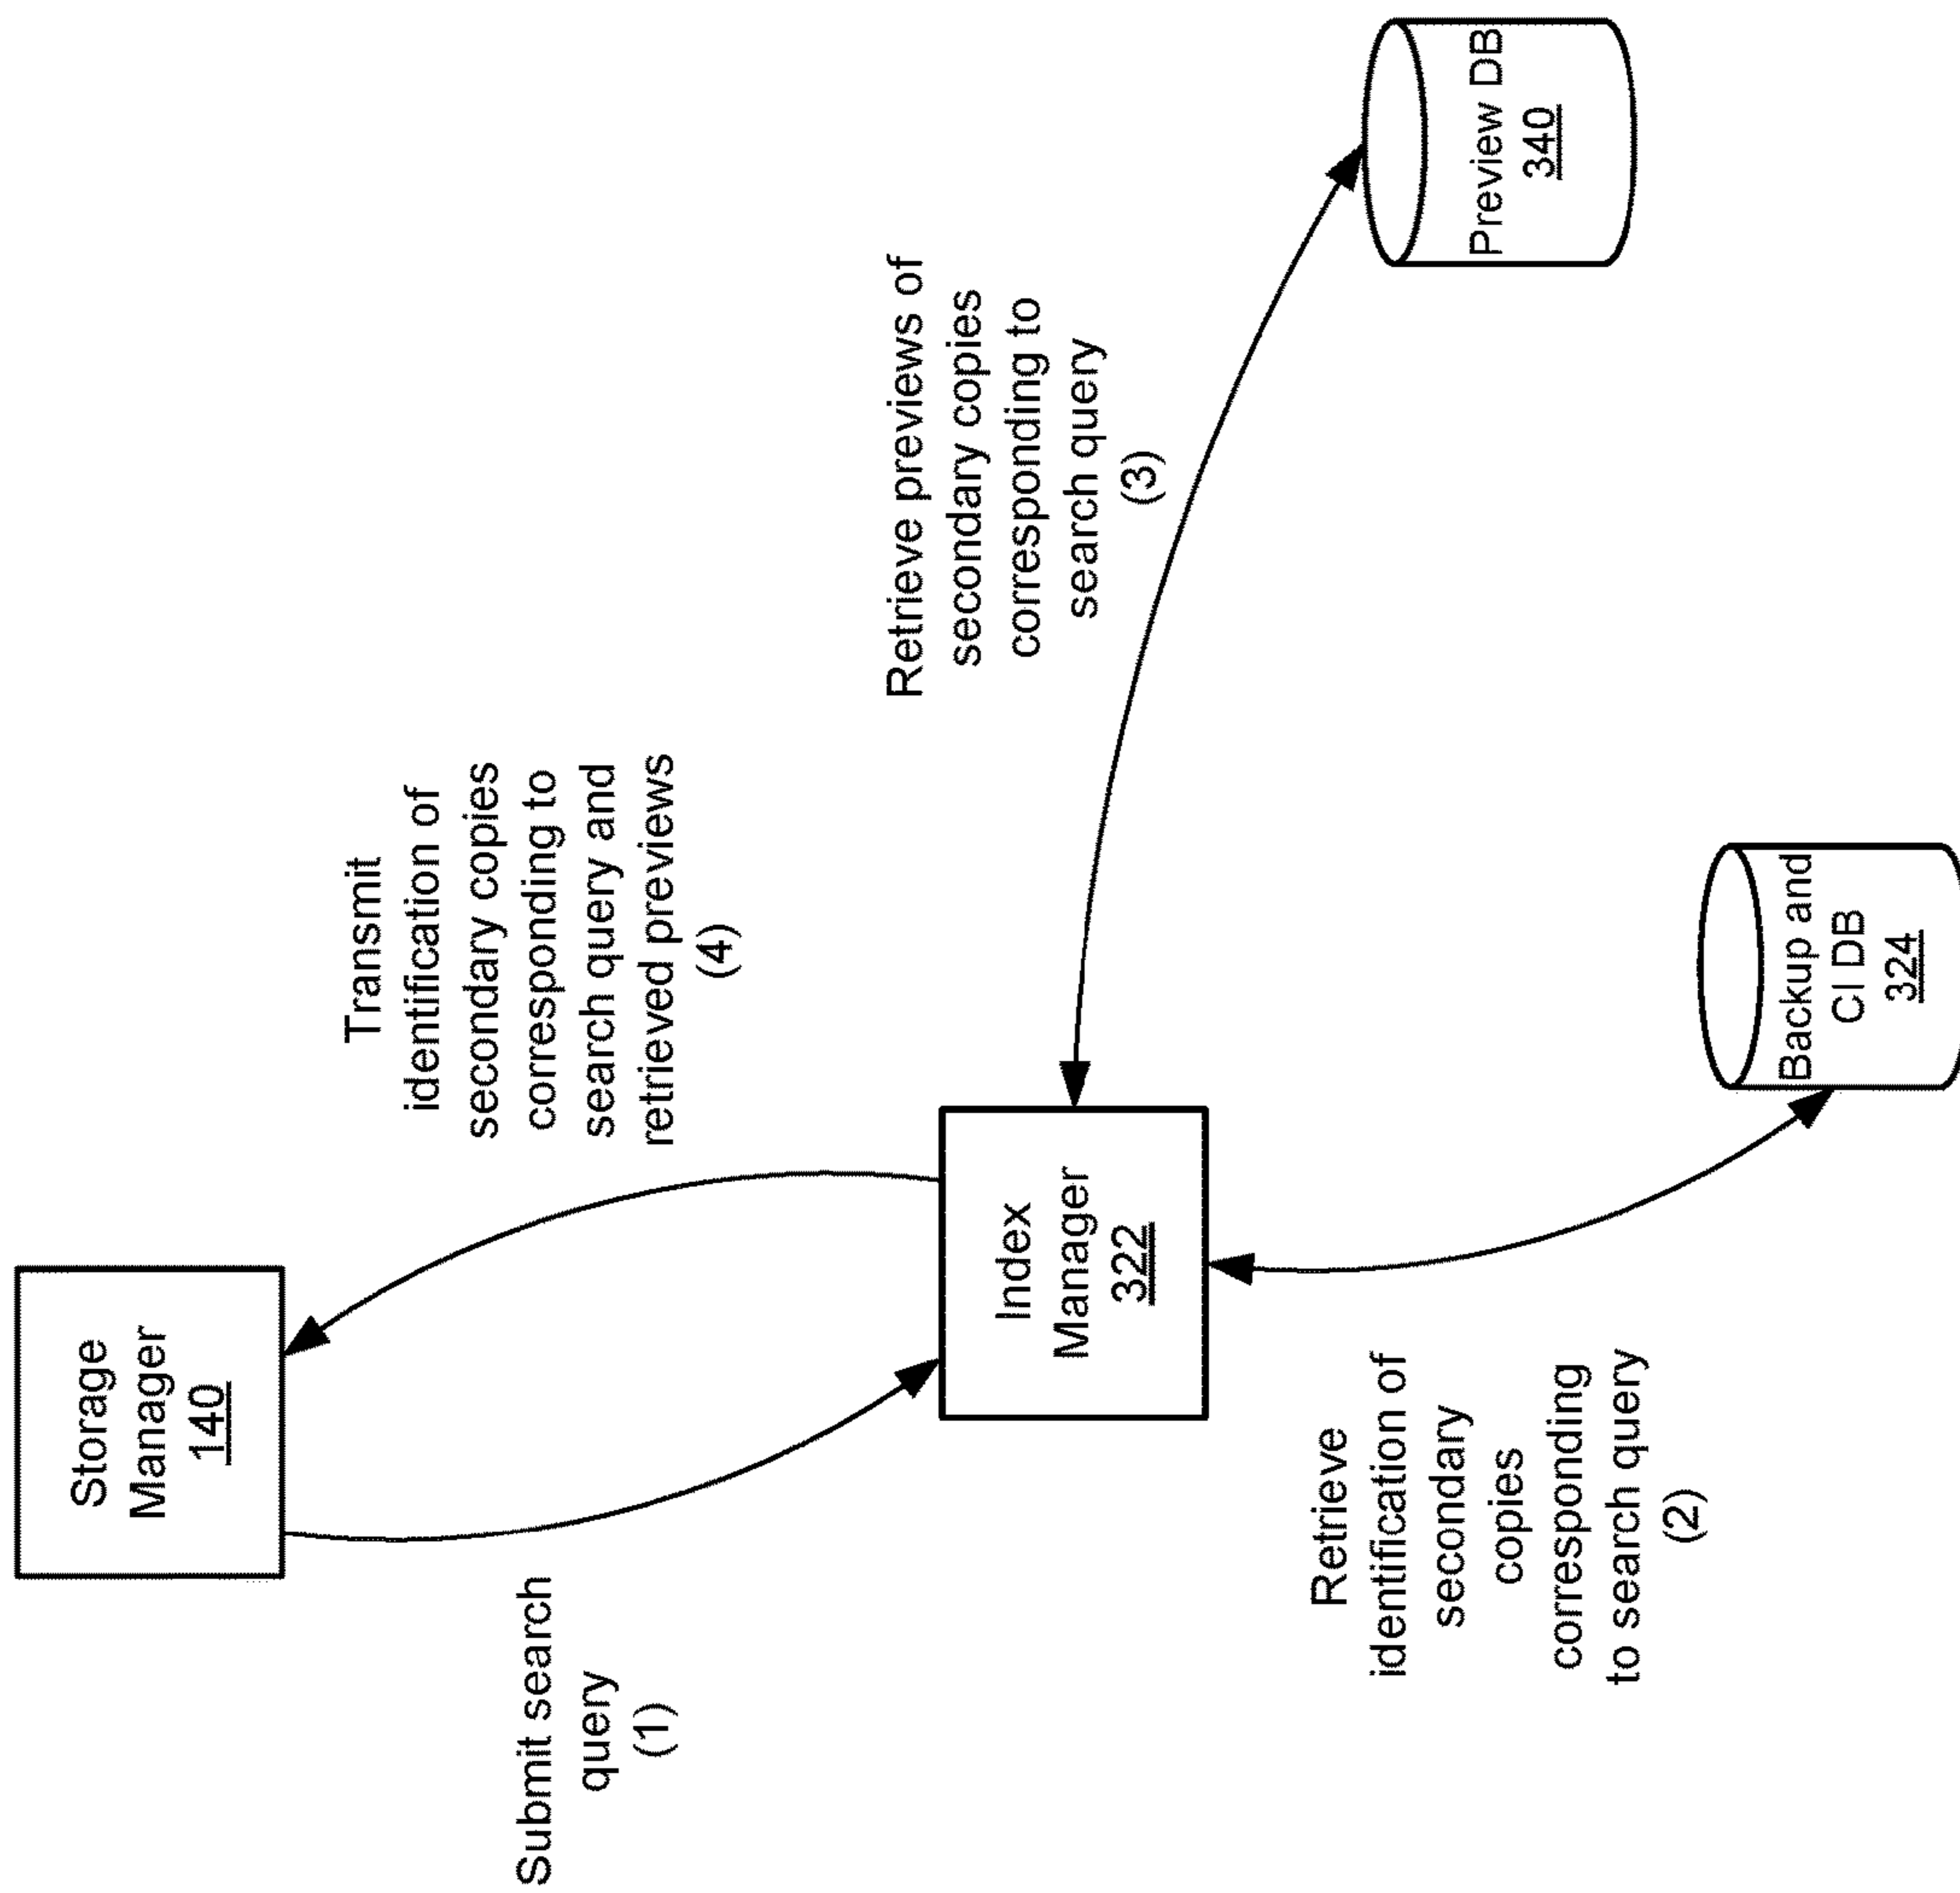 Storage
Manager
140
Submit search
query
(1)
Transmit
identification of
secondary copies
corresponding to
search query and
retrieved previews
(4)
Index
Manager
322
Retrieve
identification of
secondary
copies
corresponding
to search query
(2)
Retrieve previews of
secondary copies
corresponding to
search query
(3)
Backup and
CI DB
324
Preview DB
340